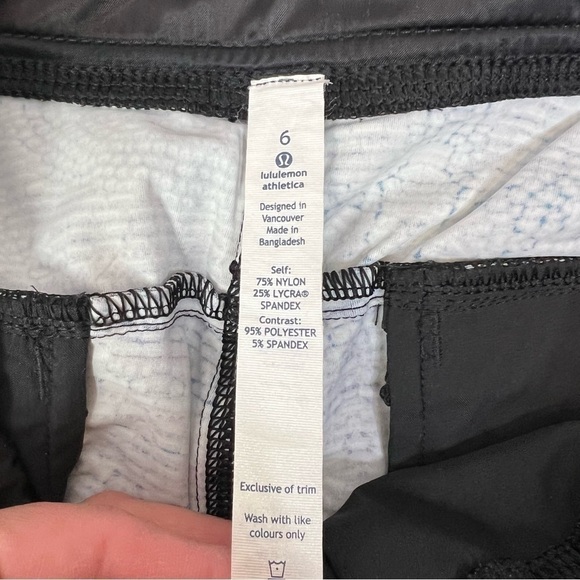 6
lululemon
athletica
Designed in
Vancouver
Made in
Bangladesh
Self:
75% NYLON
25% LYCRA®
SPANDEX
Contrast:
95% POLYESTER
5% SPANDEX
Exclusive of trim
Wash with like
colours only